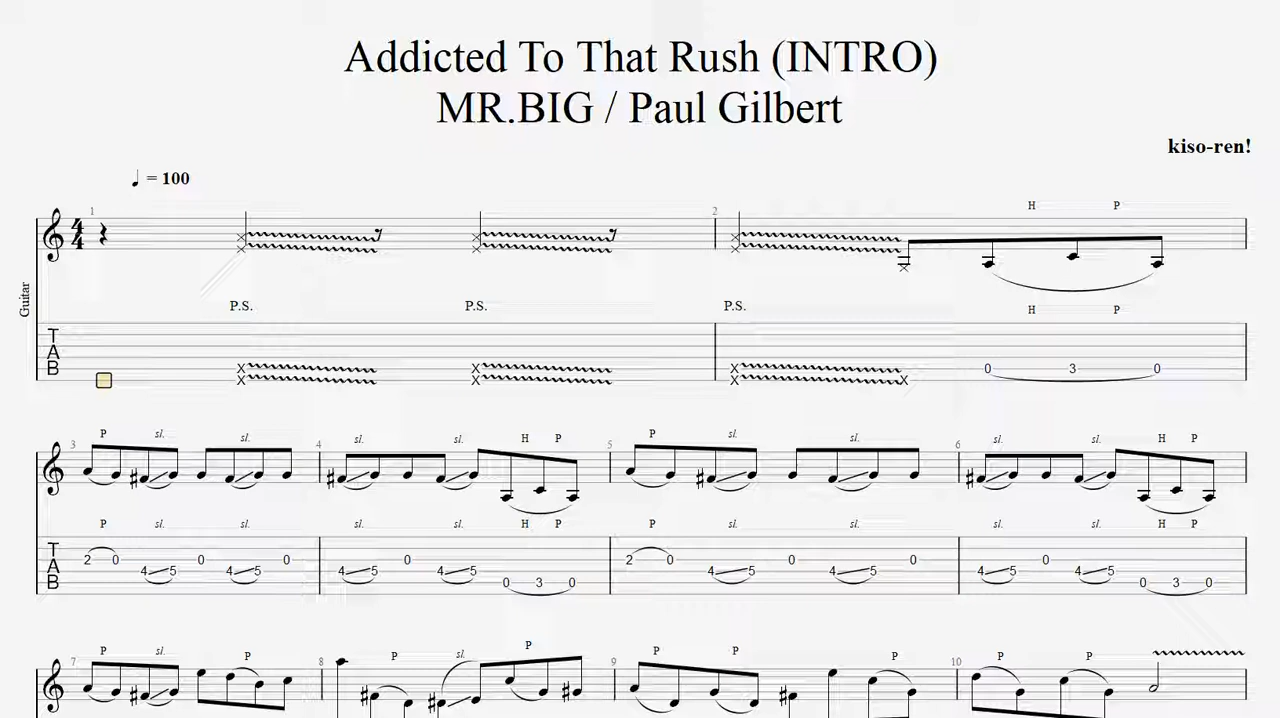 Addicted To That Rush (INTRO)
MR.BIG / Paul Gilbert
kiso-ren!
♩ = 100
1 2 H P
4
4
Guitar
P.S. P.S. P.S. H P
T
A
B
X X X 0 3 0
X X X X
3 P sl. sl. 4 sl. sl. H P 5 P sl. sl. 6 sl. sl. H P
P sl. sl. sl. sl. H P P sl. sl. sl. sl. H P
T
A
B
2 0 0 0 0 2 0 0 0 0
4 5 4 5 4 5 4 5 4 5 4 5 4 5 4 5
0 3 0 0 3 0
7 P sl. P 8 P sl. P 9 P P P 10 P P